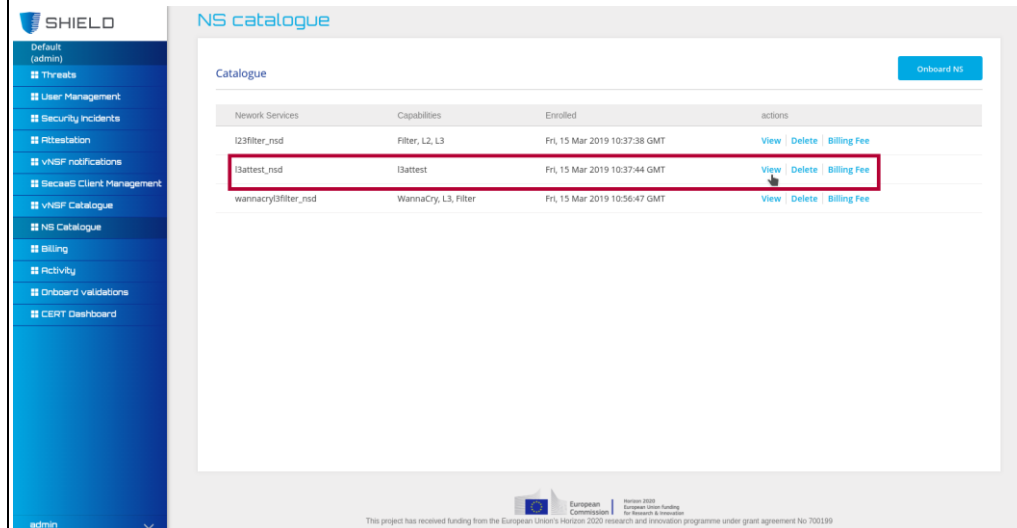 SHIELD
NS catalogue
Default
(admin)
Threats
User Management
Security Incidents
Attestation
vNSF notifications
SecaaS Client Management
vNSF Catalogue
NS Catalogue
Billing
Activity
Onboard validations
CERT Dashboard
admin
Catalogue
Onboard NS
Nework Services Capabilities Enrolled actions
l23filter_nsd Filter, L2, L3 Fri, 15 Mar 2019 10:37:38 GMT View Delete Billing Fee
l3attest_nsd l3attest Fri, 15 Mar 2019 10:37:44 GMT View Delete Billing Fee
wannacryl3filter_nsd WannaCry, L3, Filter Fri, 15 Mar 2019 10:56:47 GMT View Delete Billing Fee
European
Commission
Horizon 2020
European Union funding
for Research & Innovation
This project has received funding from the European Union's Horizon 2020 research and innovation programme under grant agreement No 700199